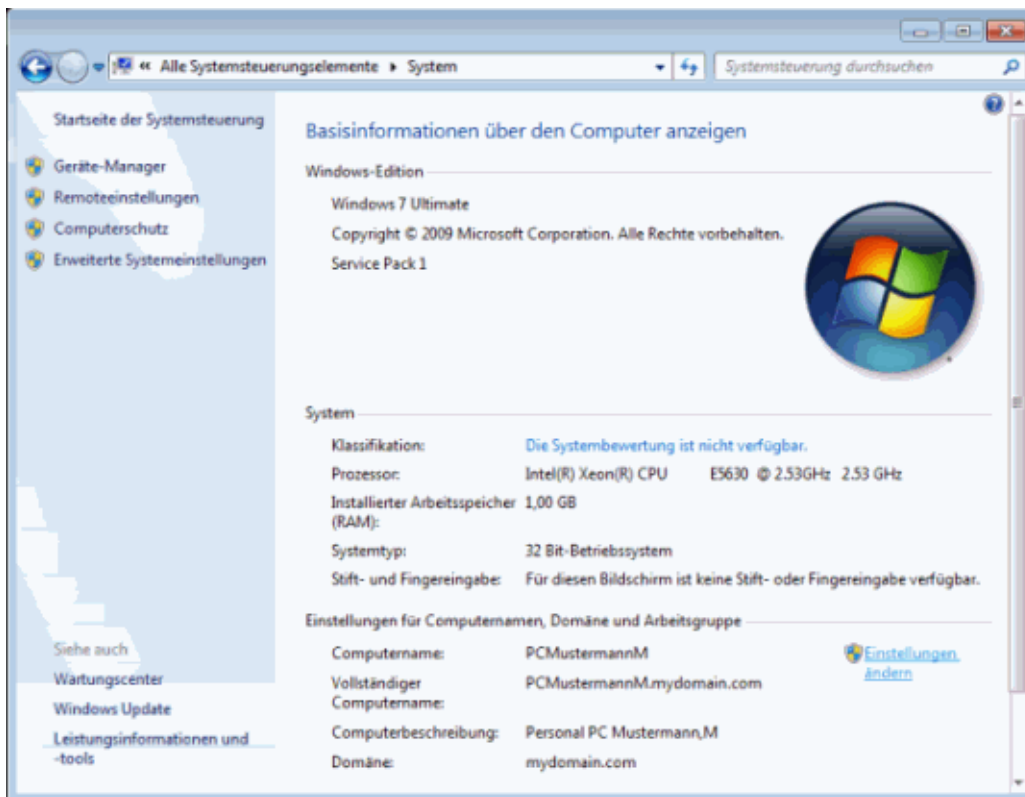 « Alle Systemsteuerungselemente ▸ System
Systemsteuerung durchsuchen
Startseite der Systemsteuerung
Geräte-Manager
Remoteeinstellungen
Computerschutz
Erweiterte Systemeinstellungen
Siehe auch
Wartungscenter
Windows Update
Leistungsinformationen und
-tools
Basisinformationen über den Computer anzeigen
Windows-Edition
Windows 7 Ultimate
Copyright © 2009 Microsoft Corporation. Alle Rechte vorbehalten.
Service Pack 1
System
Klassifikation: Die Systembewertung ist nicht verfügbar.
Prozessor: Intel(R) Xeon(R) CPU E5630 @ 2.53GHz 2.53 GHz
Installierter Arbeitsspeicher 1,00 GB
(RAM):
Systemtyp: 32 Bit-Betriebssystem
Stift- und Fingereingabe: Für diesen Bildschirm ist keine Stift- oder Fingereingabe verfügbar.
Einstellungen für Computernamen, Domäne und Arbeitsgruppe
Computername: PCMustermannM Einstellungen
ändern
Vollständiger PCMustermannM.mydomain.com
Computername:
Computerbeschreibung: Personal PC Mustermann,M
Domäne: mydomain.com